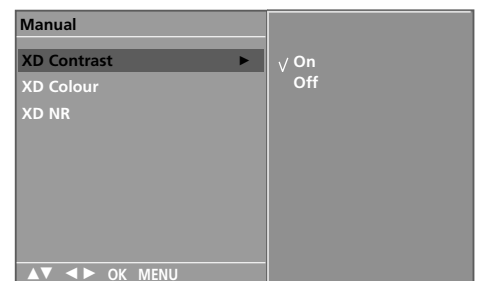 Manual
XD Contrast ►
XD Colour
XD NR
√ On
Off
▲▼ ◄► OK MENU